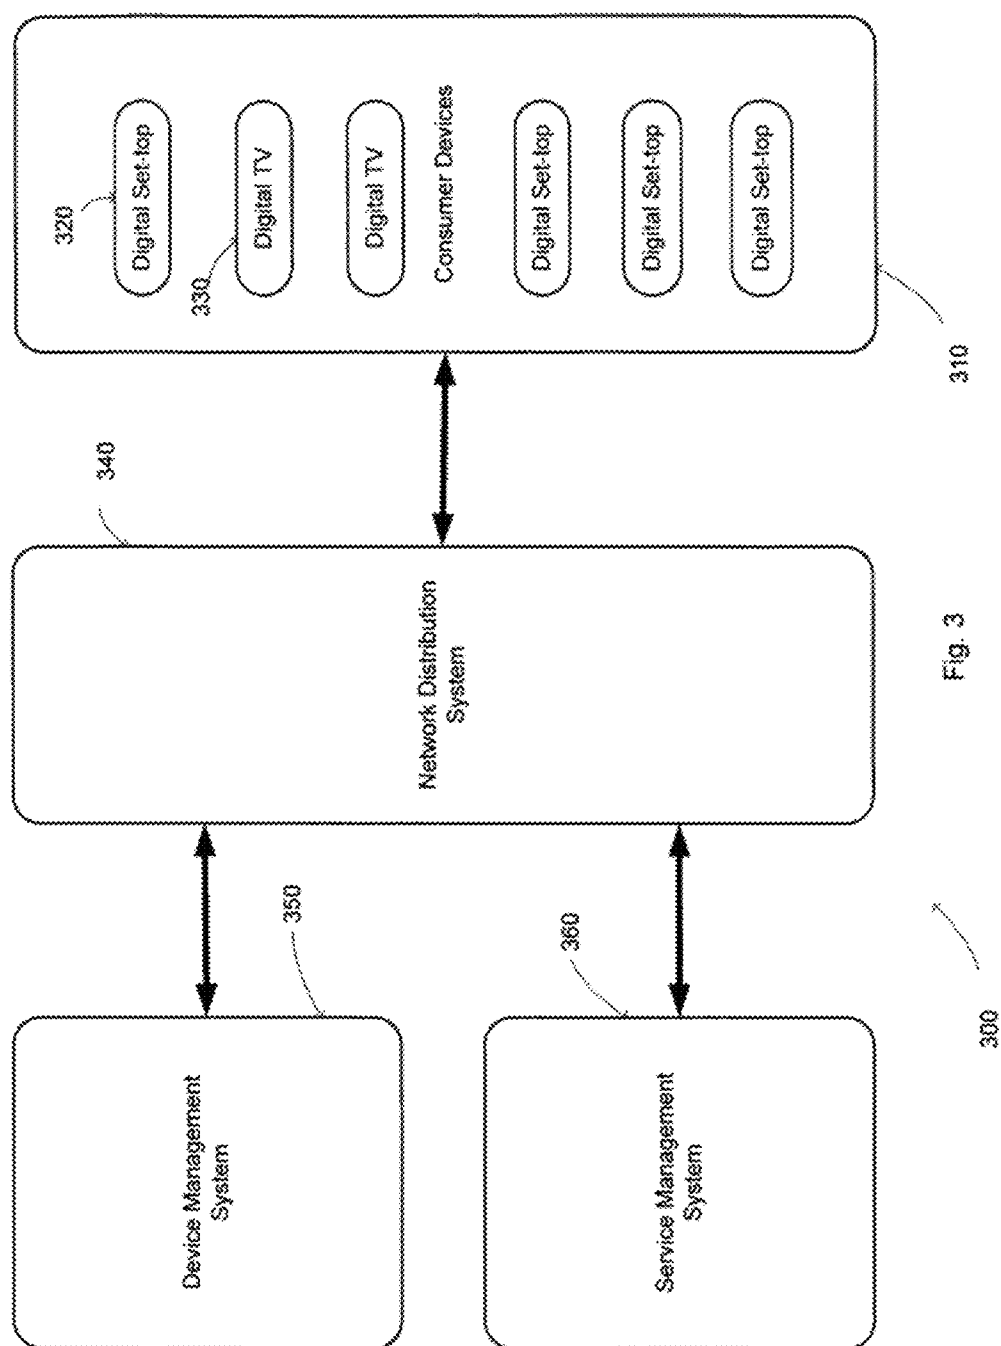 Device Management
System
350
Service Management
System
360
300
Network Distribution
System
340
Consumer Devices
Digital Set-top
320
Digital TV
330
Digital TV
Digital Set-top
Digital Set-top
Digital Set-top
310
Fig. 3